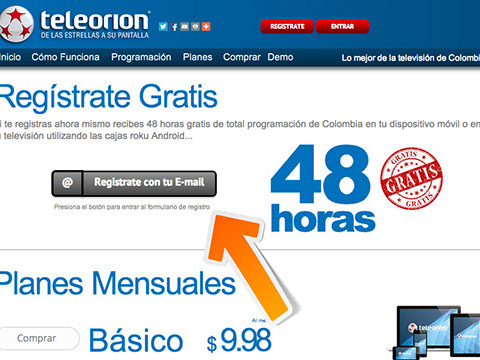 teleorion
DE LAS ESTRELLAS A SU PANTALLA
REGISTRATE
ENTRAR
Inicio Cómo Funciona Programación Planes Comprar Demo
Lo mejor de la televisión de Colombi
Regístrate Gratis
i te registras ahora mismo recibes 48 horas gratis de total programación de Colombia en tu dispositivo móvil o en
u televisión utilizando las cajas roku Android...
@ Registrate con tu E-mail
Presiona el botón para entrar al formulario de registro
48
horas
GRATIS
GRATIS
GRATIS
Planes Mensuales
Comprar
Básico
$9.98
Al me